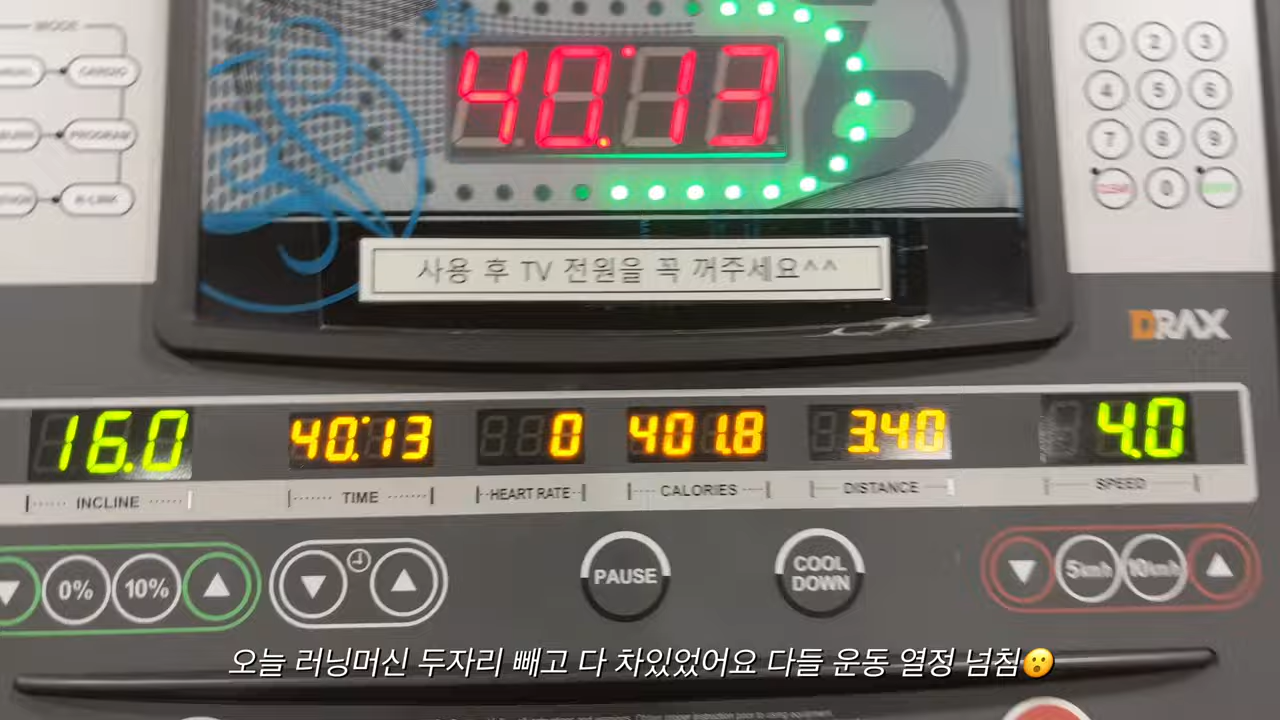 MODE
CARDIO
PROGRAM
40:13
1 2 3
4 5 6
7 8 9
0
사용 후 TV 전원을 꼭 꺼주세요^^
DRAX
16.0 40:13 0 401.8 3.40 4.0
INCLINE TIME HEART RATE CALORIES DISTANCE SPEED
0% 10% PAUSE COOL DOWN 5km/h 10km/h
오늘 러닝머신 두자리 빼고 다 차있었어요 다들 운동 열정 넘침😮